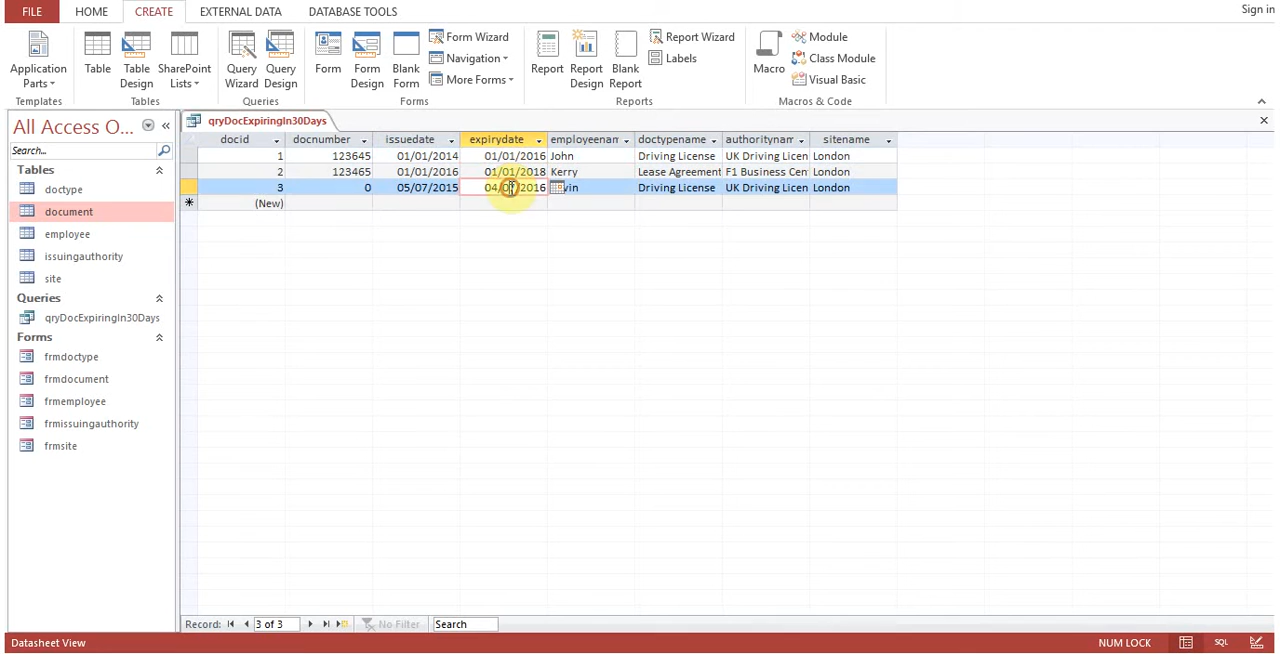 Sign in
FILE HOME CREATE EXTERNAL DATA DATABASE TOOLS
Application Parts
Templates
Table
Table Design
SharePoint Lists
Tables
Query Wizard
Query Design
Queries
Form
Form Design
Blank Form
Form Wizard
Navigation
More Forms
Forms
Report
Report Design
Blank Report
Report Wizard
Labels
Reports
Macro
Module
Class Module
Visual Basic
Macros & Code
All Access O...
Search...
Tables
doctype
document
employee
issuingauthority
site
Queries
qryDocExpiringIn30Days
Forms
frmdoctype
frmdocument
frmemployee
frmissuingauthority
frmsite
qryDocExpiringIn30Days
docid docnumber issuedate expirydate employeenam doctypename authoritynam sitename
1 123645 01/01/2014 01/01/2016 John Driving License UK Driving Licen London
2 123465 01/01/2016 01/01/2018 Kerry Lease Agreement F1 Business Cen London
3 0 05/07/2015 2016 vin Driving License UK Driving Licen London
(New)
Record: 3 of 3 No Filter Search
Datasheet View
NUM LOCK
SQL